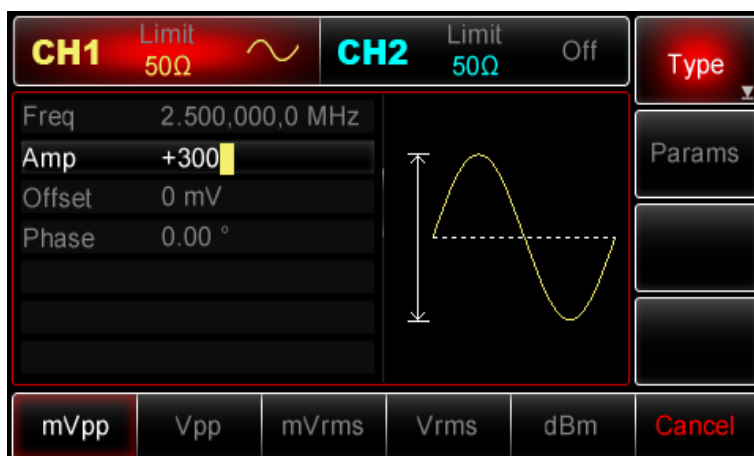 CH1 Limit 50Ω
CH2 Limit 50Ω Off
Type
Freq 2.500,000,0 MHz
Amp +300
Offset 0 mV
Phase 0.00 °
Params
mVpp Vpp mVrms Vrms dBm Cancel